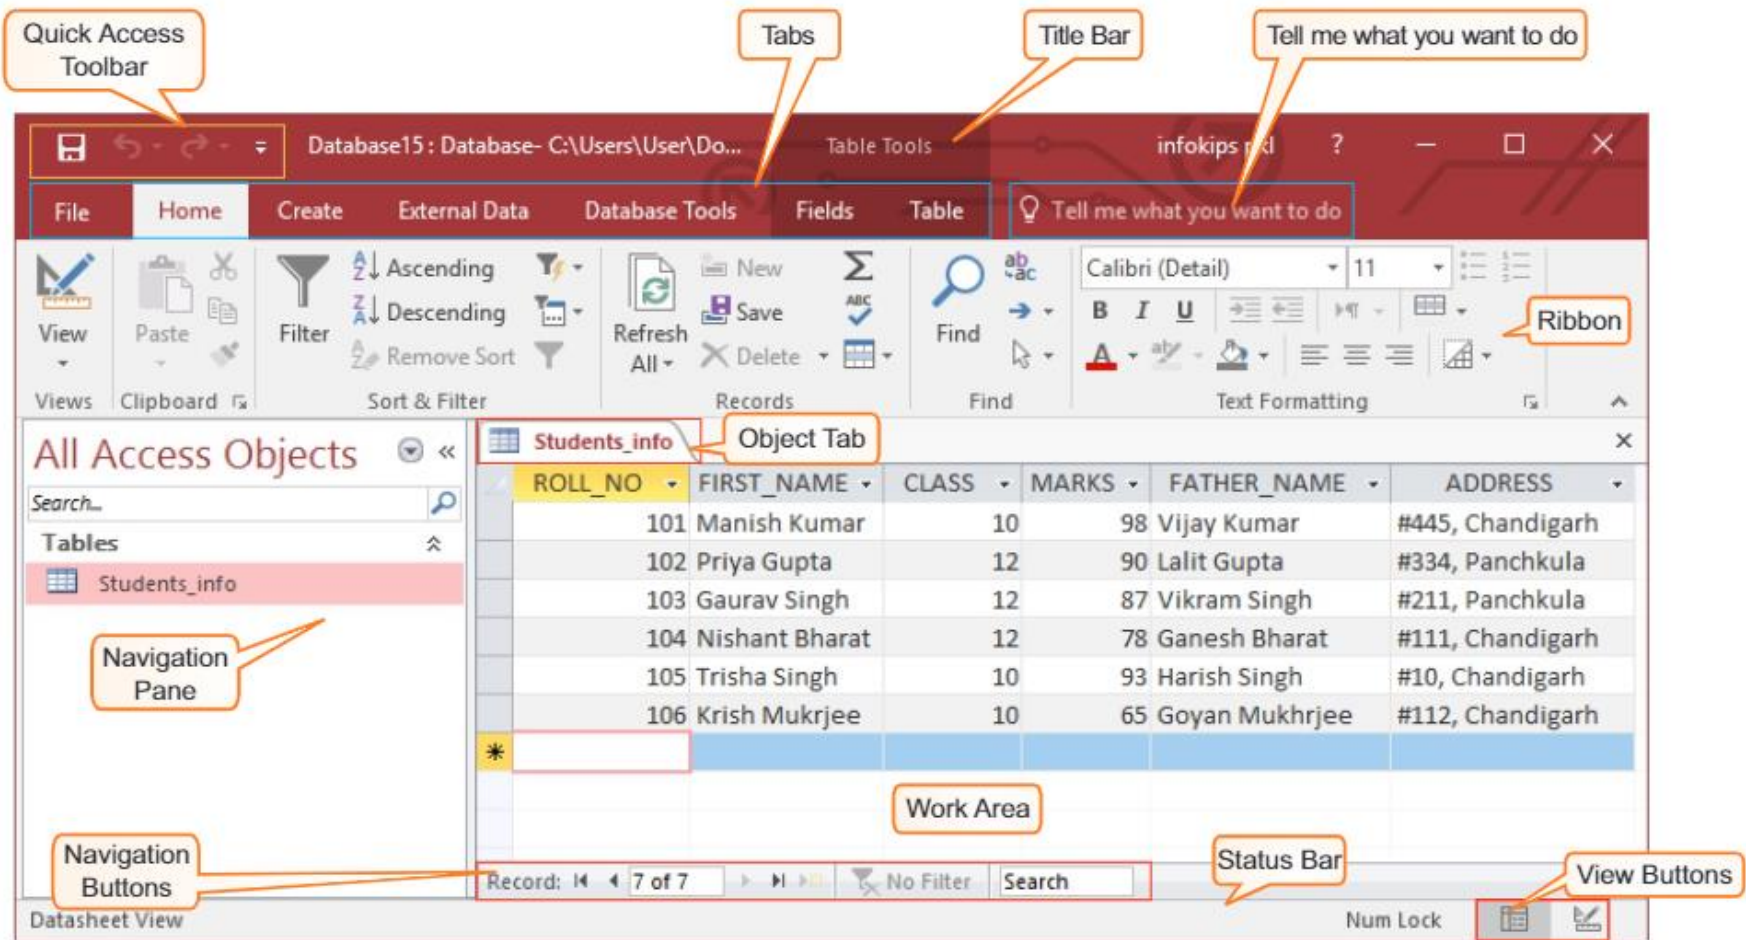 Quick Access
Toolbar
Tabs
Title Bar
Tell me what you want to do
Database15 : Database- C:\Users\User\Do...
Table Tools
infokips pkl
?
File
Home
Create
External Data
Database Tools
Fields
Table
Tell me what you want to do
View
Paste
Filter
Ascending
Descending
Remove Sort
Refresh
All
New
Save
Delete
ABC
Find
ab
ac
Calibri (Detail)
11
B I U
A
ab
Ribbon
Views
Clipboard
Sort & Filter
Records
Find
Text Formatting
All Access Objects
Search...
Tables
Students_info
Navigation
Pane
Students_info
Object Tab
ROLL_NO FIRST_NAME CLASS MARKS FATHER_NAME ADDRESS
101 Manish Kumar 10 98 Vijay Kumar #445, Chandigarh
102 Priya Gupta 12 90 Lalit Gupta #334, Panchkula
103 Gaurav Singh 12 87 Vikram Singh #211, Panchkula
104 Nishant Bharat 12 78 Ganesh Bharat #111, Chandigarh
105 Trisha Singh 10 93 Harish Singh #10, Chandigarh
106 Krish Mukrjee 10 65 Goyan Mukhrjee #112, Chandigarh
Work Area
Navigation
Buttons
Record: 7 of 7 No Filter Search
Status Bar
View Buttons
Datasheet View
Num Lock